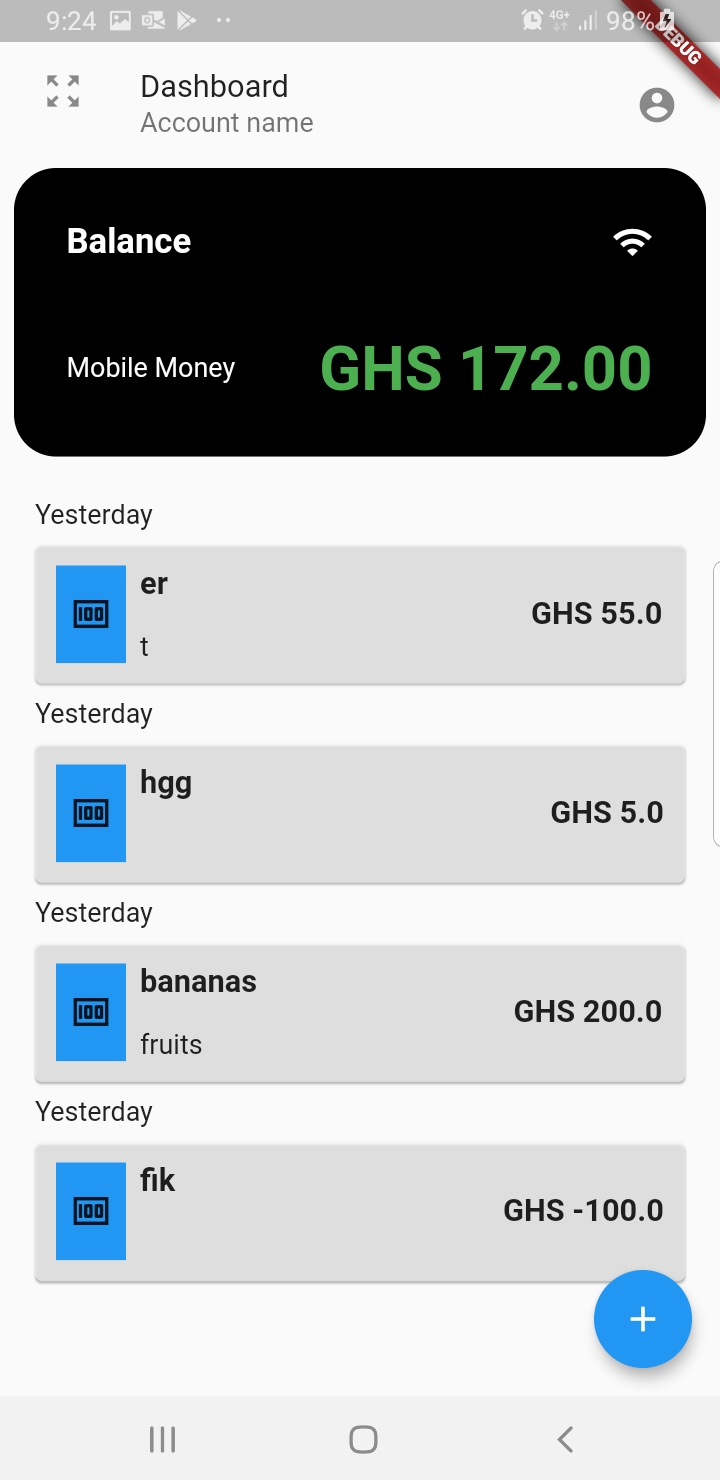 9:24 4G+ 98%
DEBUG
Dashboard
Account name
Balance
Mobile Money GHS 172.00
Yesterday
er
GHS 55.0
t
Yesterday
hgg
GHS 5.0
Yesterday
bananas
GHS 200.0
fruits
Yesterday
fik
GHS -100.0